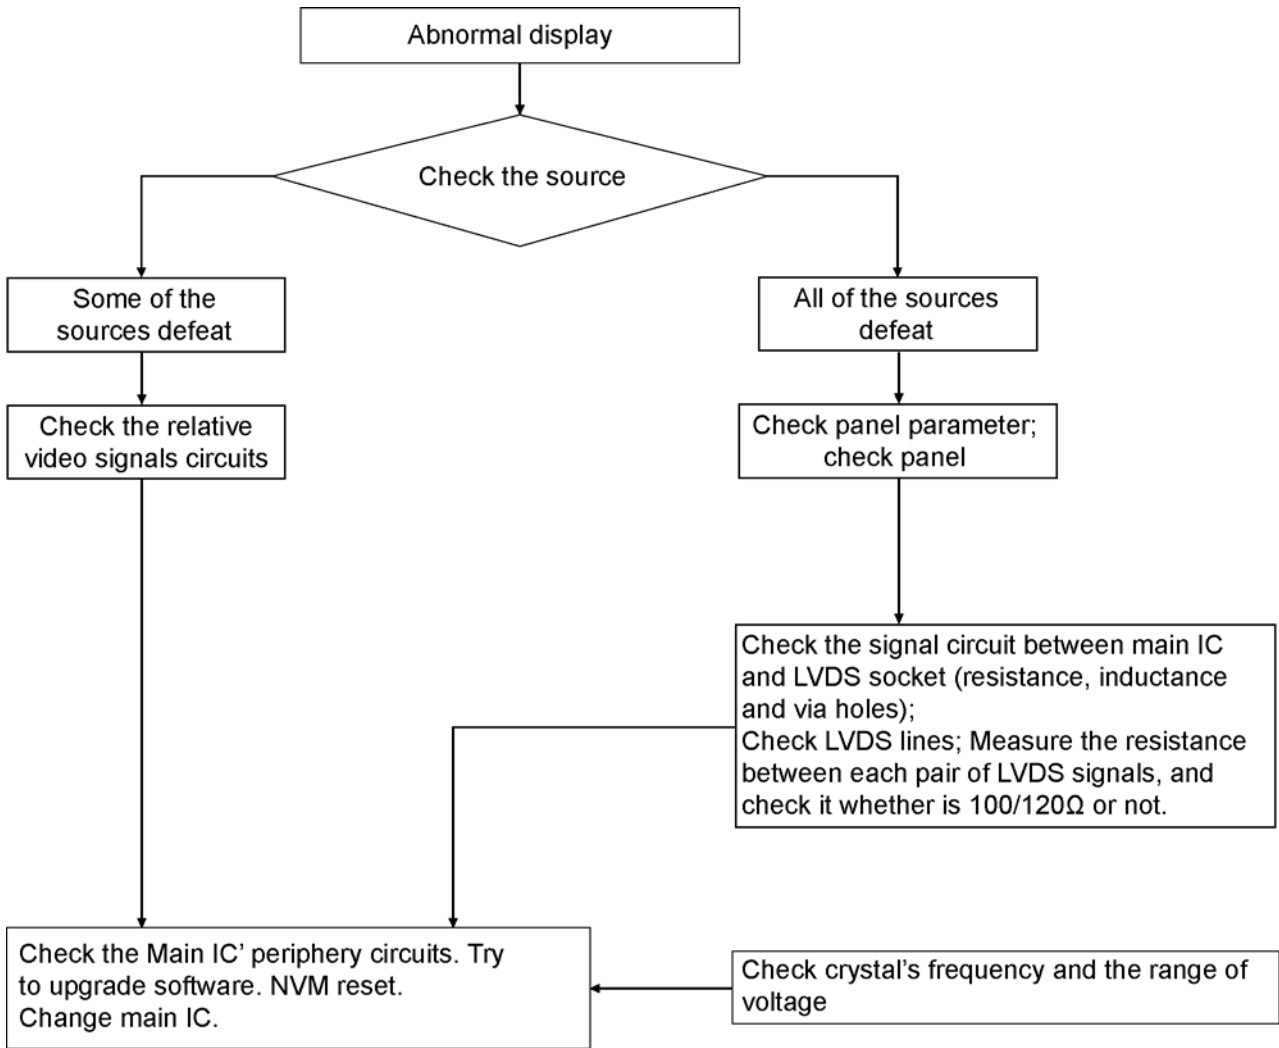 Abnormal display
Check the source
Some of the
sources defeat
All of the sources
defeat
Check the relative
video signals circuits
Check panel parameter;
check panel
Check the signal circuit between main IC
and LVDS socket (resistance, inductance
and via holes);
Check LVDS lines; Measure the resistance
between each pair of LVDS signals, and
check it whether is 100/120Ω or not.
Check the Main IC’ periphery circuits. Try
to upgrade software. NVM reset.
Change main IC.
Check crystal’s frequency and the range of
voltage